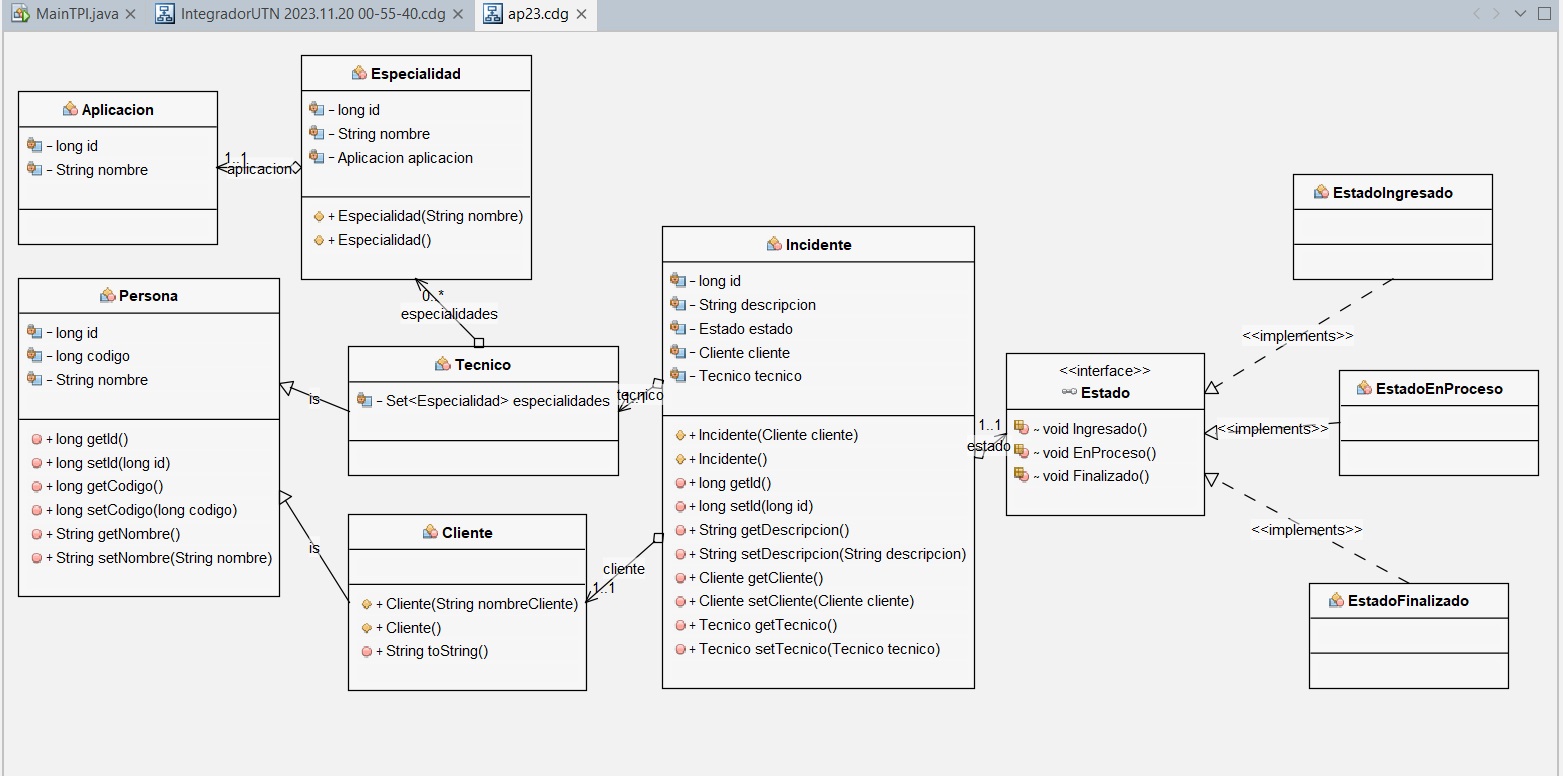 MainTPI.java
IntegradorUTN 2023.11.20 00-55-40.cdg
ap23.cdg
Aplicacion
- long id
- String nombre
Especialidad
- long id
- String nombre
- Aplicacion aplicacion
+ Especialidad(String nombre)
+ Especialidad()
1..1
aplicacion
Persona
- long id
- long codigo
- String nombre
+ long getId()
+ long setId(long id)
+ long getCodigo()
+ long setCodigo(long codigo)
+ String getNombre()
+ String setNombre(String nombre)
0..*
especialidades
Tecnico
- Set<Especialidad> especialidades
is
is
Cliente
+ Cliente(String nombreCliente)
+ Cliente()
+ String toString()
tecnico
1..1
cliente
1..1
Incidente
- long id
- String descripcion
- Estado estado
- Cliente cliente
- Tecnico tecnico
+ Incidente(Cliente cliente)
+ Incidente()
+ long getId()
+ long setId(long id)
+ String getDescripcion()
+ String setDescripcion(String descripcion)
+ Cliente getCliente()
+ Cliente setCliente(Cliente cliente)
+ Tecnico getTecnico()
+ Tecnico setTecnico(Tecnico tecnico)
1..1
estado
<<interface>>
Estado
~ void Ingresado()
~ void EnProceso()
~ void Finalizado()
EstadoIngresado
<<implements>>
EstadoEnProceso
<<implements>>
<<implements>>
EstadoFinalizado